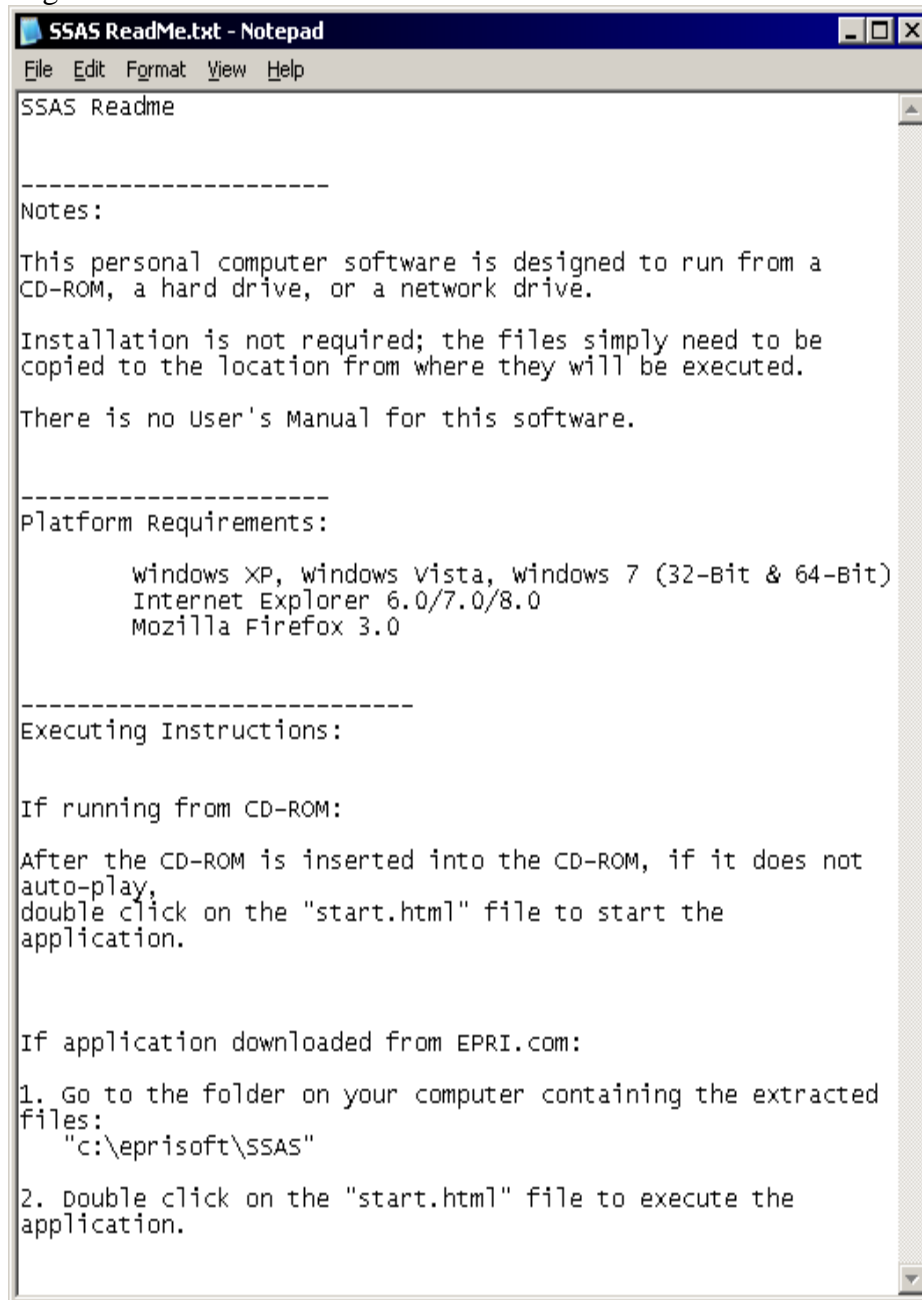 SSAS ReadMe.txt - Notepad
File Edit Format View Help
SSAS Readme
----------------------
Notes:
This personal computer software is designed to run from a
CD-ROM, a hard drive, or a network drive.
Installation is not required; the files simply need to be
copied to the location from where they will be executed.
There is no User's Manual for this software.
----------------------
Platform Requirements:
Windows XP, Windows Vista, Windows 7 (32-Bit & 64-Bit)
Internet Explorer 6.0/7.0/8.0
Mozilla Firefox 3.0
----------------------------
Executing Instructions:
If running from CD-ROM:
After the CD-ROM is inserted into the CD-ROM, if it does not
auto-play,
double click on the "start.html" file to start the
application.
If application downloaded from EPRI.com:
1. Go to the folder on your computer containing the extracted
files:
"c:\eprisoft\SSAS"
2. Double click on the "start.html" file to execute the
application.